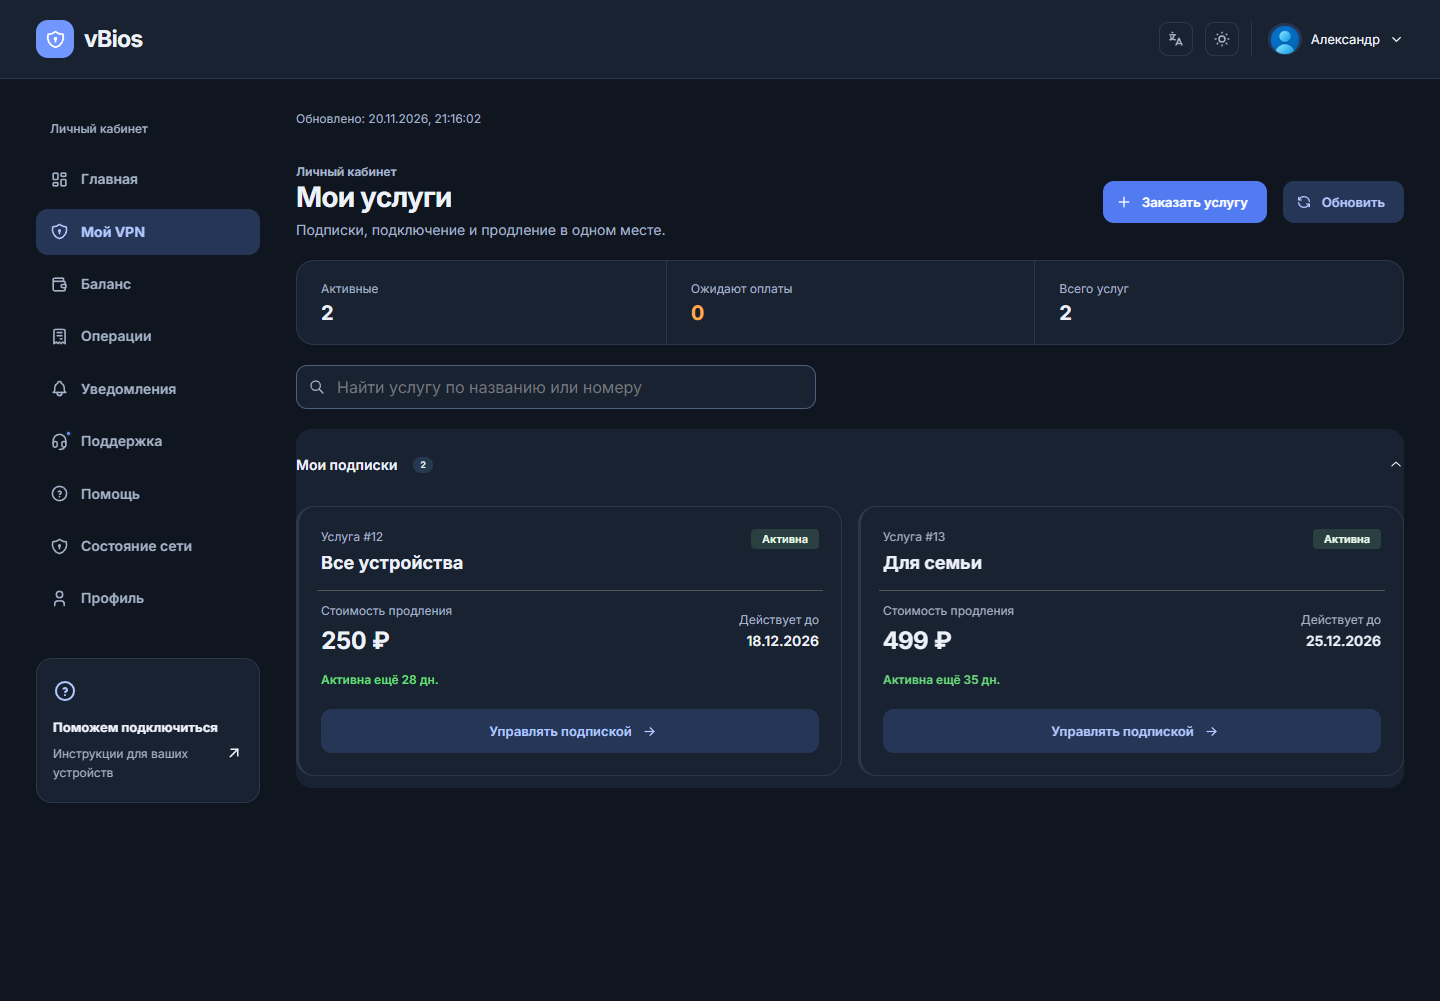 vBios
Александр
Личный кабинет
Главная
Мой VPN
Баланс
Операции
Уведомления
Поддержка
Помощь
Состояние сети
Профиль
Поможем подключиться
Инструкции для ваших
устройств
Обновлено: 20.11.2026, 21:16:02
Личный кабинет
Мои услуги
Подписки, подключение и продление в одном месте.
Заказать услугу
Обновить
Активные
2
Ожидают оплаты
0
Всего услуг
2
Найти услугу по названию или номеру
Мои подписки 2
Услуга #12
Активна
Все устройства
Стоимость продления
250 ₽
Действует до
18.12.2026
Активна ещё 28 дн.
Управлять подпиской
Услуга #13
Активна
Для семьи
Стоимость продления
499 ₽
Действует до
25.12.2026
Активна ещё 35 дн.
Управлять подпиской